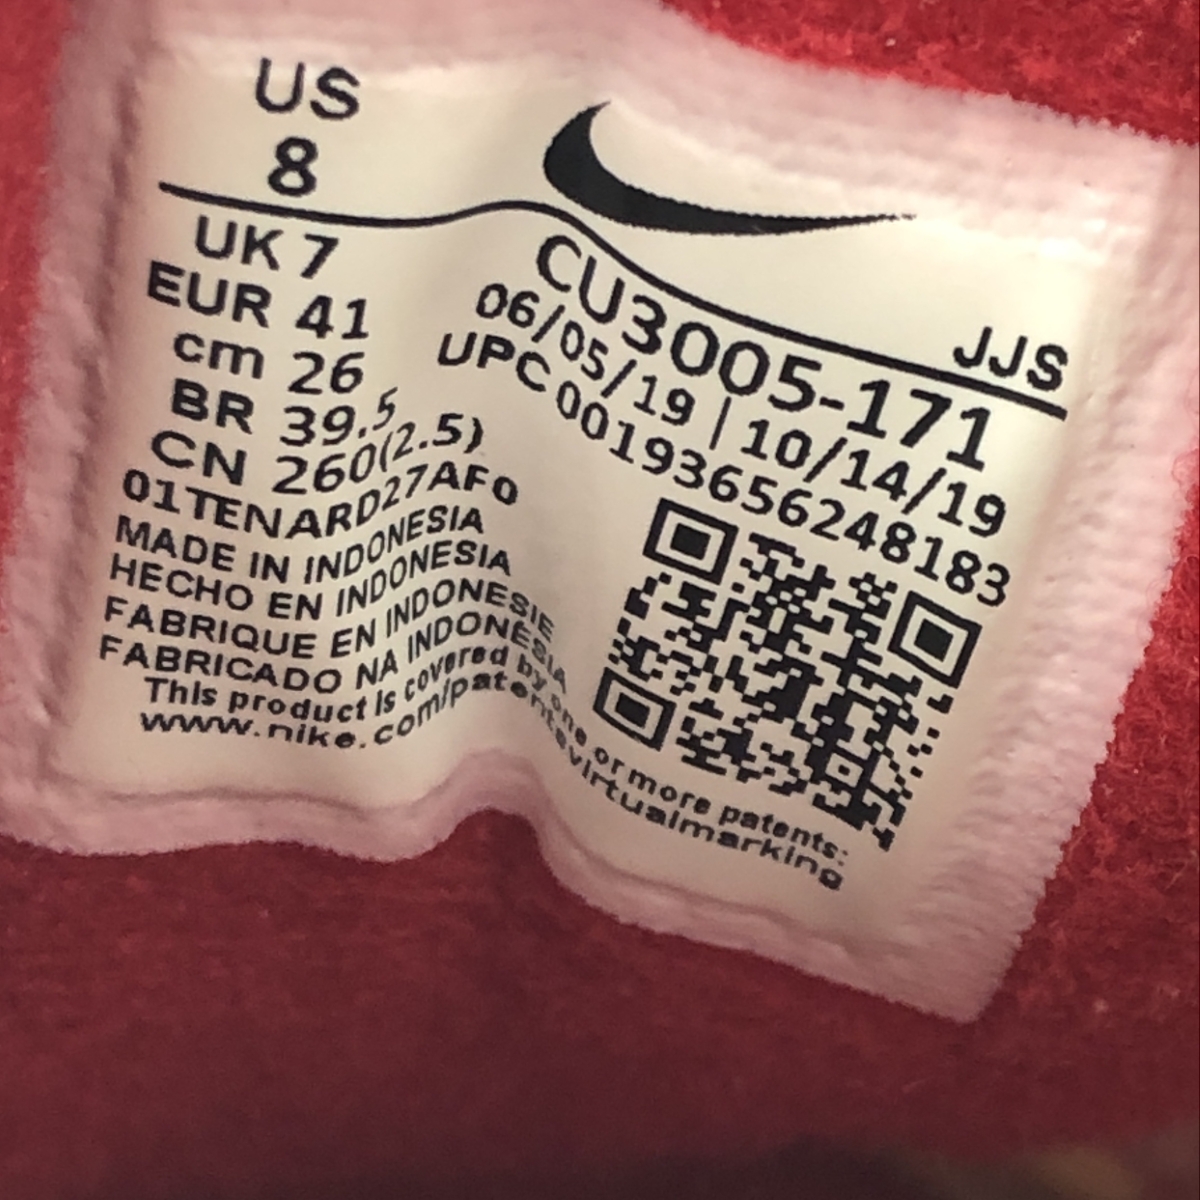 US
8
UK 7
EUR 41
cm 26
BR 39.5
CN 260(2.5)
01TENARD27AF0
MADE IN INDONESIA
HECHO EN INDONESIA
FABRIQUE EN INDONESIE
FABRICADO NA INDONÉSIA
This product is covered by one or more patents:
www.nike.com/patentsvirtualmarking
JJS
CU3005-171
06/05/19 | 10/14/19
UPC 00193656248183